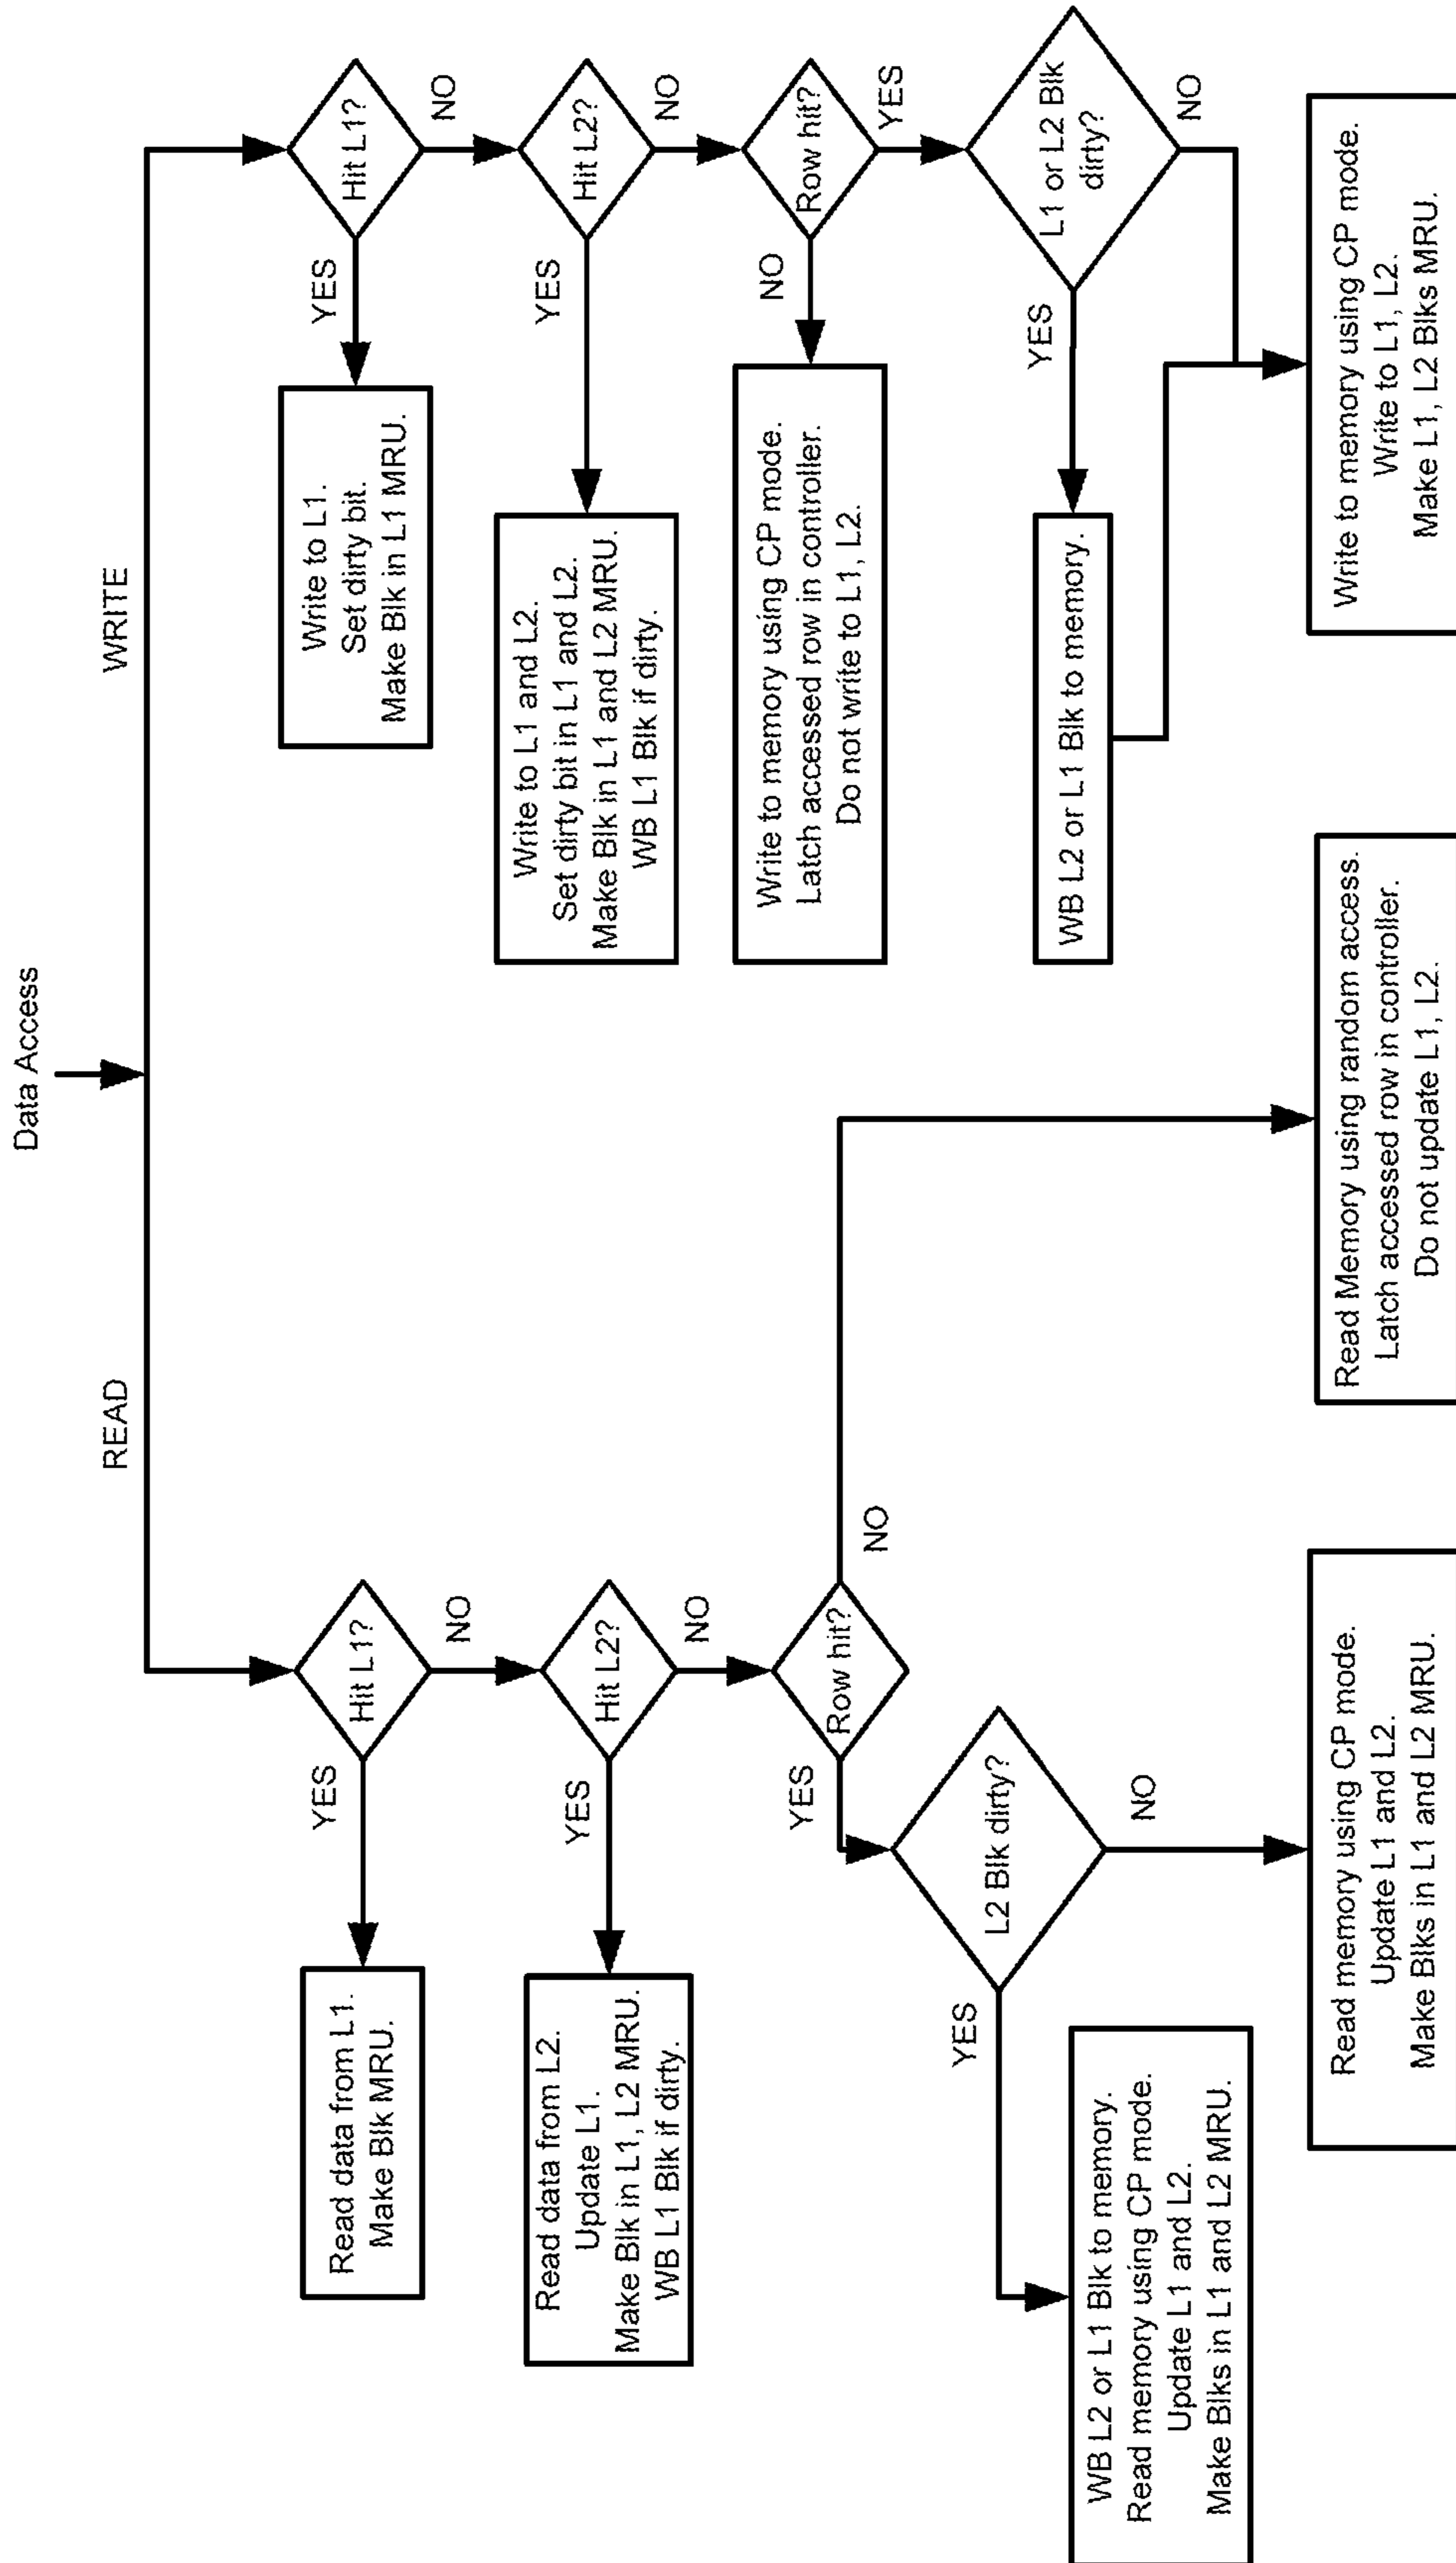 Data Access
READ
WRITE
Hit L1?
YES
NO
Read data from L1.
Make Blk MRU.
Hit L2?
YES
NO
Read data from L2.
Update L1.
Make Blk in L1, L2 MRU.
WB L1 Blk if dirty.
Row hit?
YES
NO
L2 Blk dirty?
YES
NO
WB L2 or L1 Blk to memory.
Read memory using CP mode.
Update L1 and L2.
Make Blks in L1 and L2 MRU.
Read memory using CP mode.
Update L1 and L2.
Make Blks in L1 and L2 MRU.
Read Memory using random access.
Latch accessed row in controller.
Do not update L1, L2.
Hit L1?
YES
NO
Write to L1.
Set dirty bit.
Make Blk in L1 MRU.
Hit L2?
YES
NO
Write to L1 and L2.
Set dirty bit in L1 and L2.
Make Blk in L1 and L2 MRU.
WB L1 Blk if dirty.
Row hit?
NO
YES
Write to memory using CP mode.
Latch accessed row in controller.
Do not write to L1, L2.
L1 or L2 Blk
dirty?
YES
NO
WB L2 or L1 Blk to memory.
Write to memory using CP mode.
Write to L1, L2.
Make L1, L2 Blks MRU.